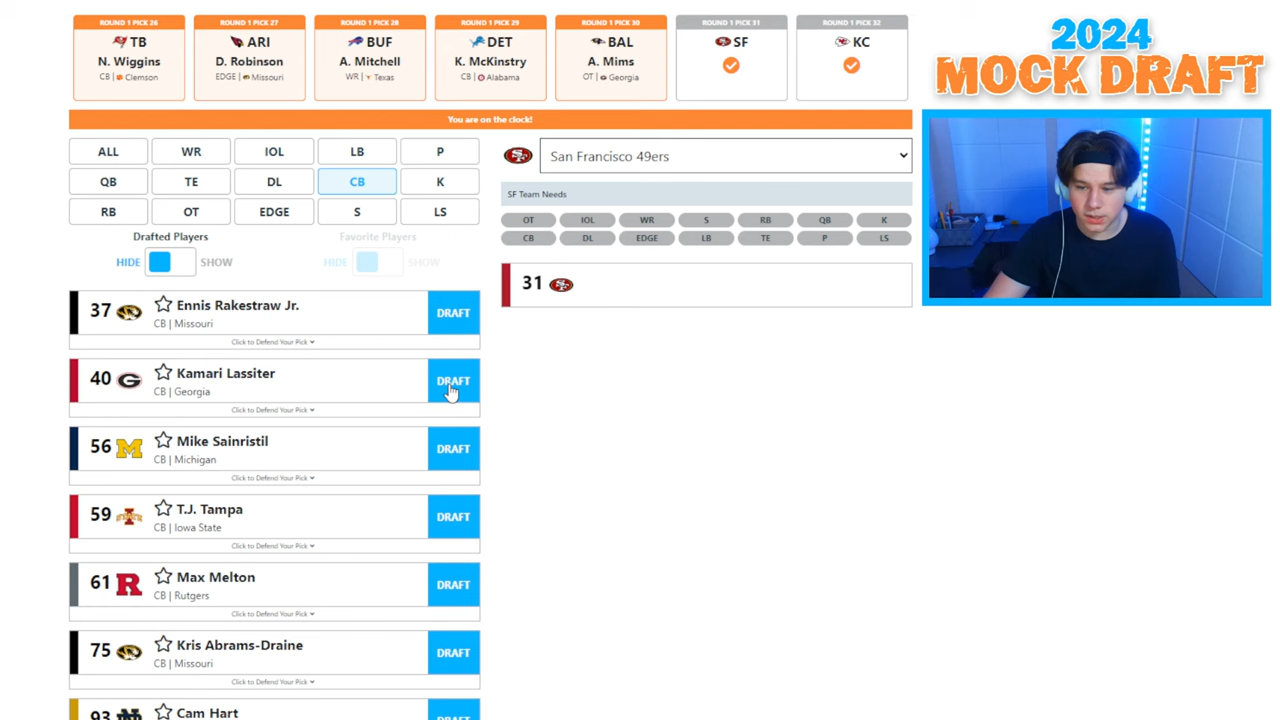 ROUND 1 PICK 26
TB
N. Wiggins
CB | Clemson
ROUND 1 PICK 27
ARI
D. Robinson
EDGE | Missouri
ROUND 1 PICK 28
BUF
A. Mitchell
WR | Texas
ROUND 1 PICK 29
DET
K. McKinstry
CB | Alabama
ROUND 1 PICK 30
BAL
A. Mims
OT | Georgia
ROUND 1 PICK 31
SF
ROUND 1 PICK 32
KC
2024
MOCK DRAFT
You are on the clock!
ALL WR IOL LB P
QB TE DL CB K
RB OT EDGE S LS
Drafted Players Favorite Players
HIDE SHOW HIDE SHOW
San Francisco 49ers
SF Team Needs
OT IOL WR S RB QB K
CB DL EDGE LB TE P LS
31
37 Ennis Rakestraw Jr. DRAFT
CB | Missouri
Click to Defend Your Pick
40 Kamari Lassiter DRAFT
CB | Georgia
Click to Defend Your Pick
56 Mike Sainristil DRAFT
CB | Michigan
Click to Defend Your Pick
59 T.J. Tampa DRAFT
CB | Iowa State
Click to Defend Your Pick
61 Max Melton DRAFT
CB | Rutgers
Click to Defend Your Pick
75 Kris Abrams-Draine DRAFT
CB | Missouri
Click to Defend Your Pick
93 Cam Hart DRAFT